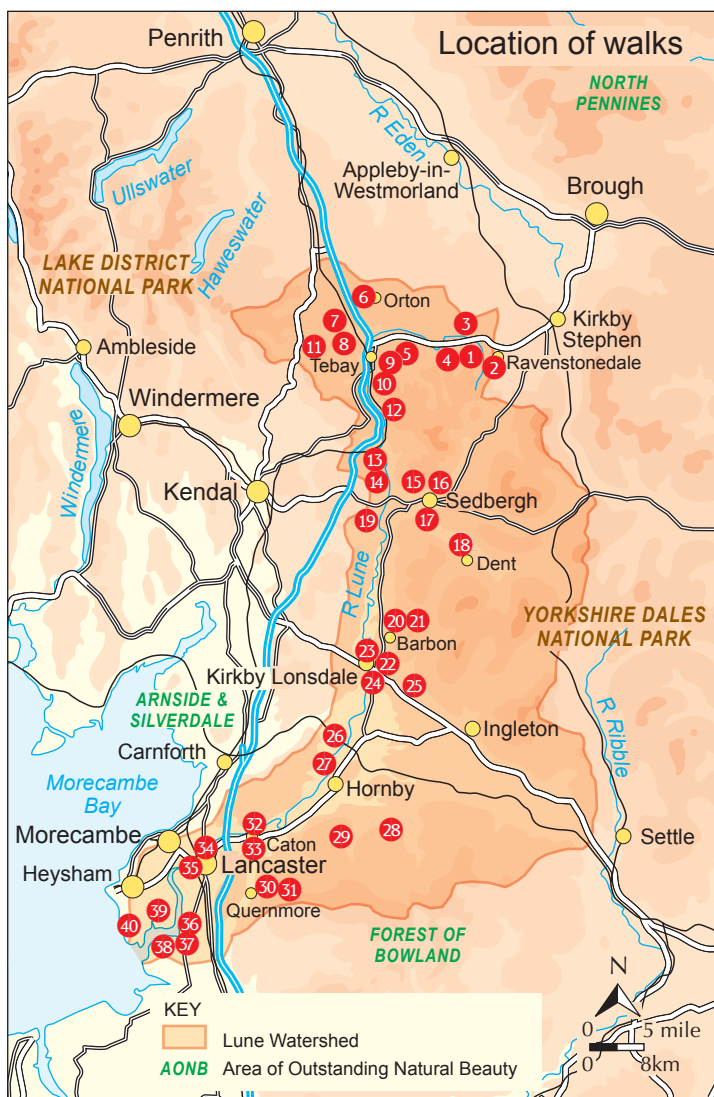 Penrith
Location of walks
NORTH
PENNINES
R Eden
Ullswater
Appleby-in-
Westmorland
Brough
Haweswater
LAKE DISTRICT
NATIONAL PARK
6
Orton
7
3
Kirkby
Stephen
11
8
Tebay
9
5
4
1
2
Ravenstonedale
Ambleside
10
12
Windermere
Windermere
13
14
15
16
Kendal
Sedbergh
19
17
18
Dent
R Lune
20
21
Barbon
YORKSHIRE DALES
NATIONAL PARK
23
22
Kirkby Lonsdale
24
25
ARNSIDE &
SILVERDALE
R Ribble
26
Ingleton
Carnforth
27
Hornby
Morecambe
Bay
32
28
29
Morecambe
34
33
Caton
Settle
Lancaster
35
Heysham
30
31
Quernmore
39
40
36
38
37
FOREST OF
BOWLAND
KEY
Lune Watershed
AONB Area of Outstanding Natural Beauty
N
0 5 mile
0 8km